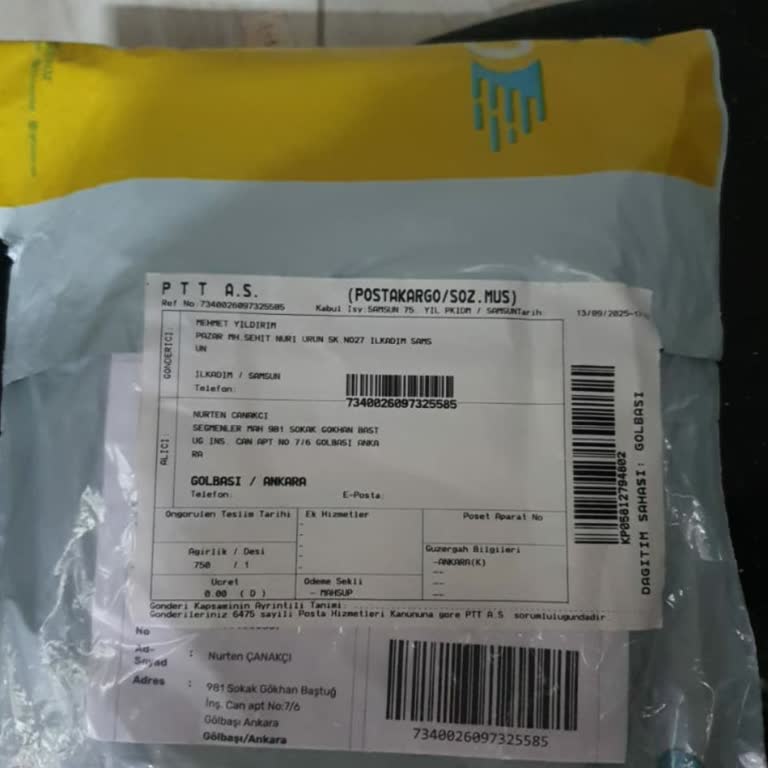 P T T A.S.
(POSTAKARGO/SOZ.MUS)
Ref No:7340026097325585
Kabul Isy:SAMSUN 75. YIL PKIDM / SAMSUNTarih:
13/09/2025-
GONDERICI:
MEHMET YILDIRIM
PAZAR MH.SEHIT NURI URUN SK.NO27 ILKADIM SAMS
UN
ILKADIM / SAMSUN
Telefon:
7340026097325585
ALICI:
NURTEN CANAKCI
SEGMENLER MAH 981 SOKAK GOKHAN BAST
UG INS. CAN APT NO 7/6 GOLBASI ANKA
RA
GOLBASI / ANKARA
Telefon:
E-Posta:
KP05812794802
DAGITIM SAHASI: GOLBASI
Ongorulen Teslim Tarihi
Ek Hizmetler
Poset Aparat No
Agirlik / Desi
750 / 1
Guzergah Bilgileri
-ANKARA(K)
Ucret
0.00 ( D )
Odeme Sekli
- MAHSUP
Gonderi Kapsaminin Ayrintili Tanimi:
Gonderileriniz 6475 sayili Posta Hizmetleri Kanununa gore PTT A.S. sorumlulugundadir.
No
Ad-
Soyad : Nurten ÇANAKÇI
Adres : 981 Sokak Gökhan Baştuğ
İnş. Can apt No:7/6
Gölbaşı Ankara
Gölbaşı/Ankara
7340026097325585